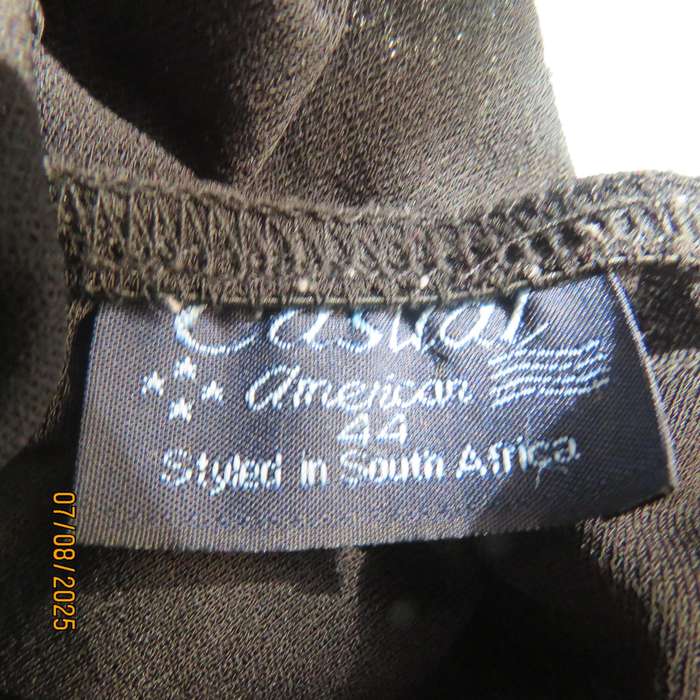 Casual
American
44
Styled in South Africa
07/08/2025